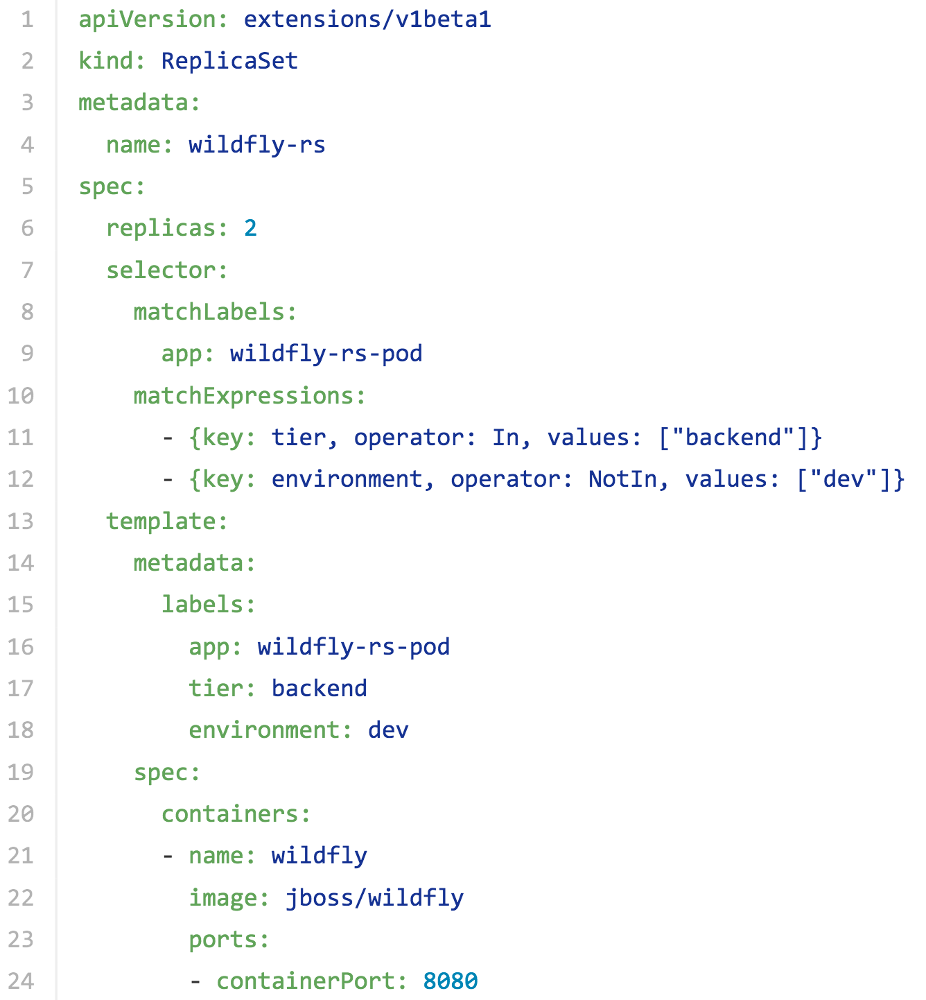 1 apiVersion: extensions/v1beta1
2 kind: ReplicaSet
3 metadata:
4   name: wildfly-rs
5 spec:
6   replicas: 2
7   selector:
8     matchLabels:
9       app: wildfly-rs-pod
10     matchExpressions:
11       - {key: tier, operator: In, values: ["backend"]}
12       - {key: environment, operator: NotIn, values: ["dev"]}
13   template:
14     metadata:
15       labels:
16         app: wildfly-rs-pod
17         tier: backend
18         environment: dev
19     spec:
20       containers:
21       - name: wildfly
22         image: jboss/wildfly
23         ports:
24         - containerPort: 8080